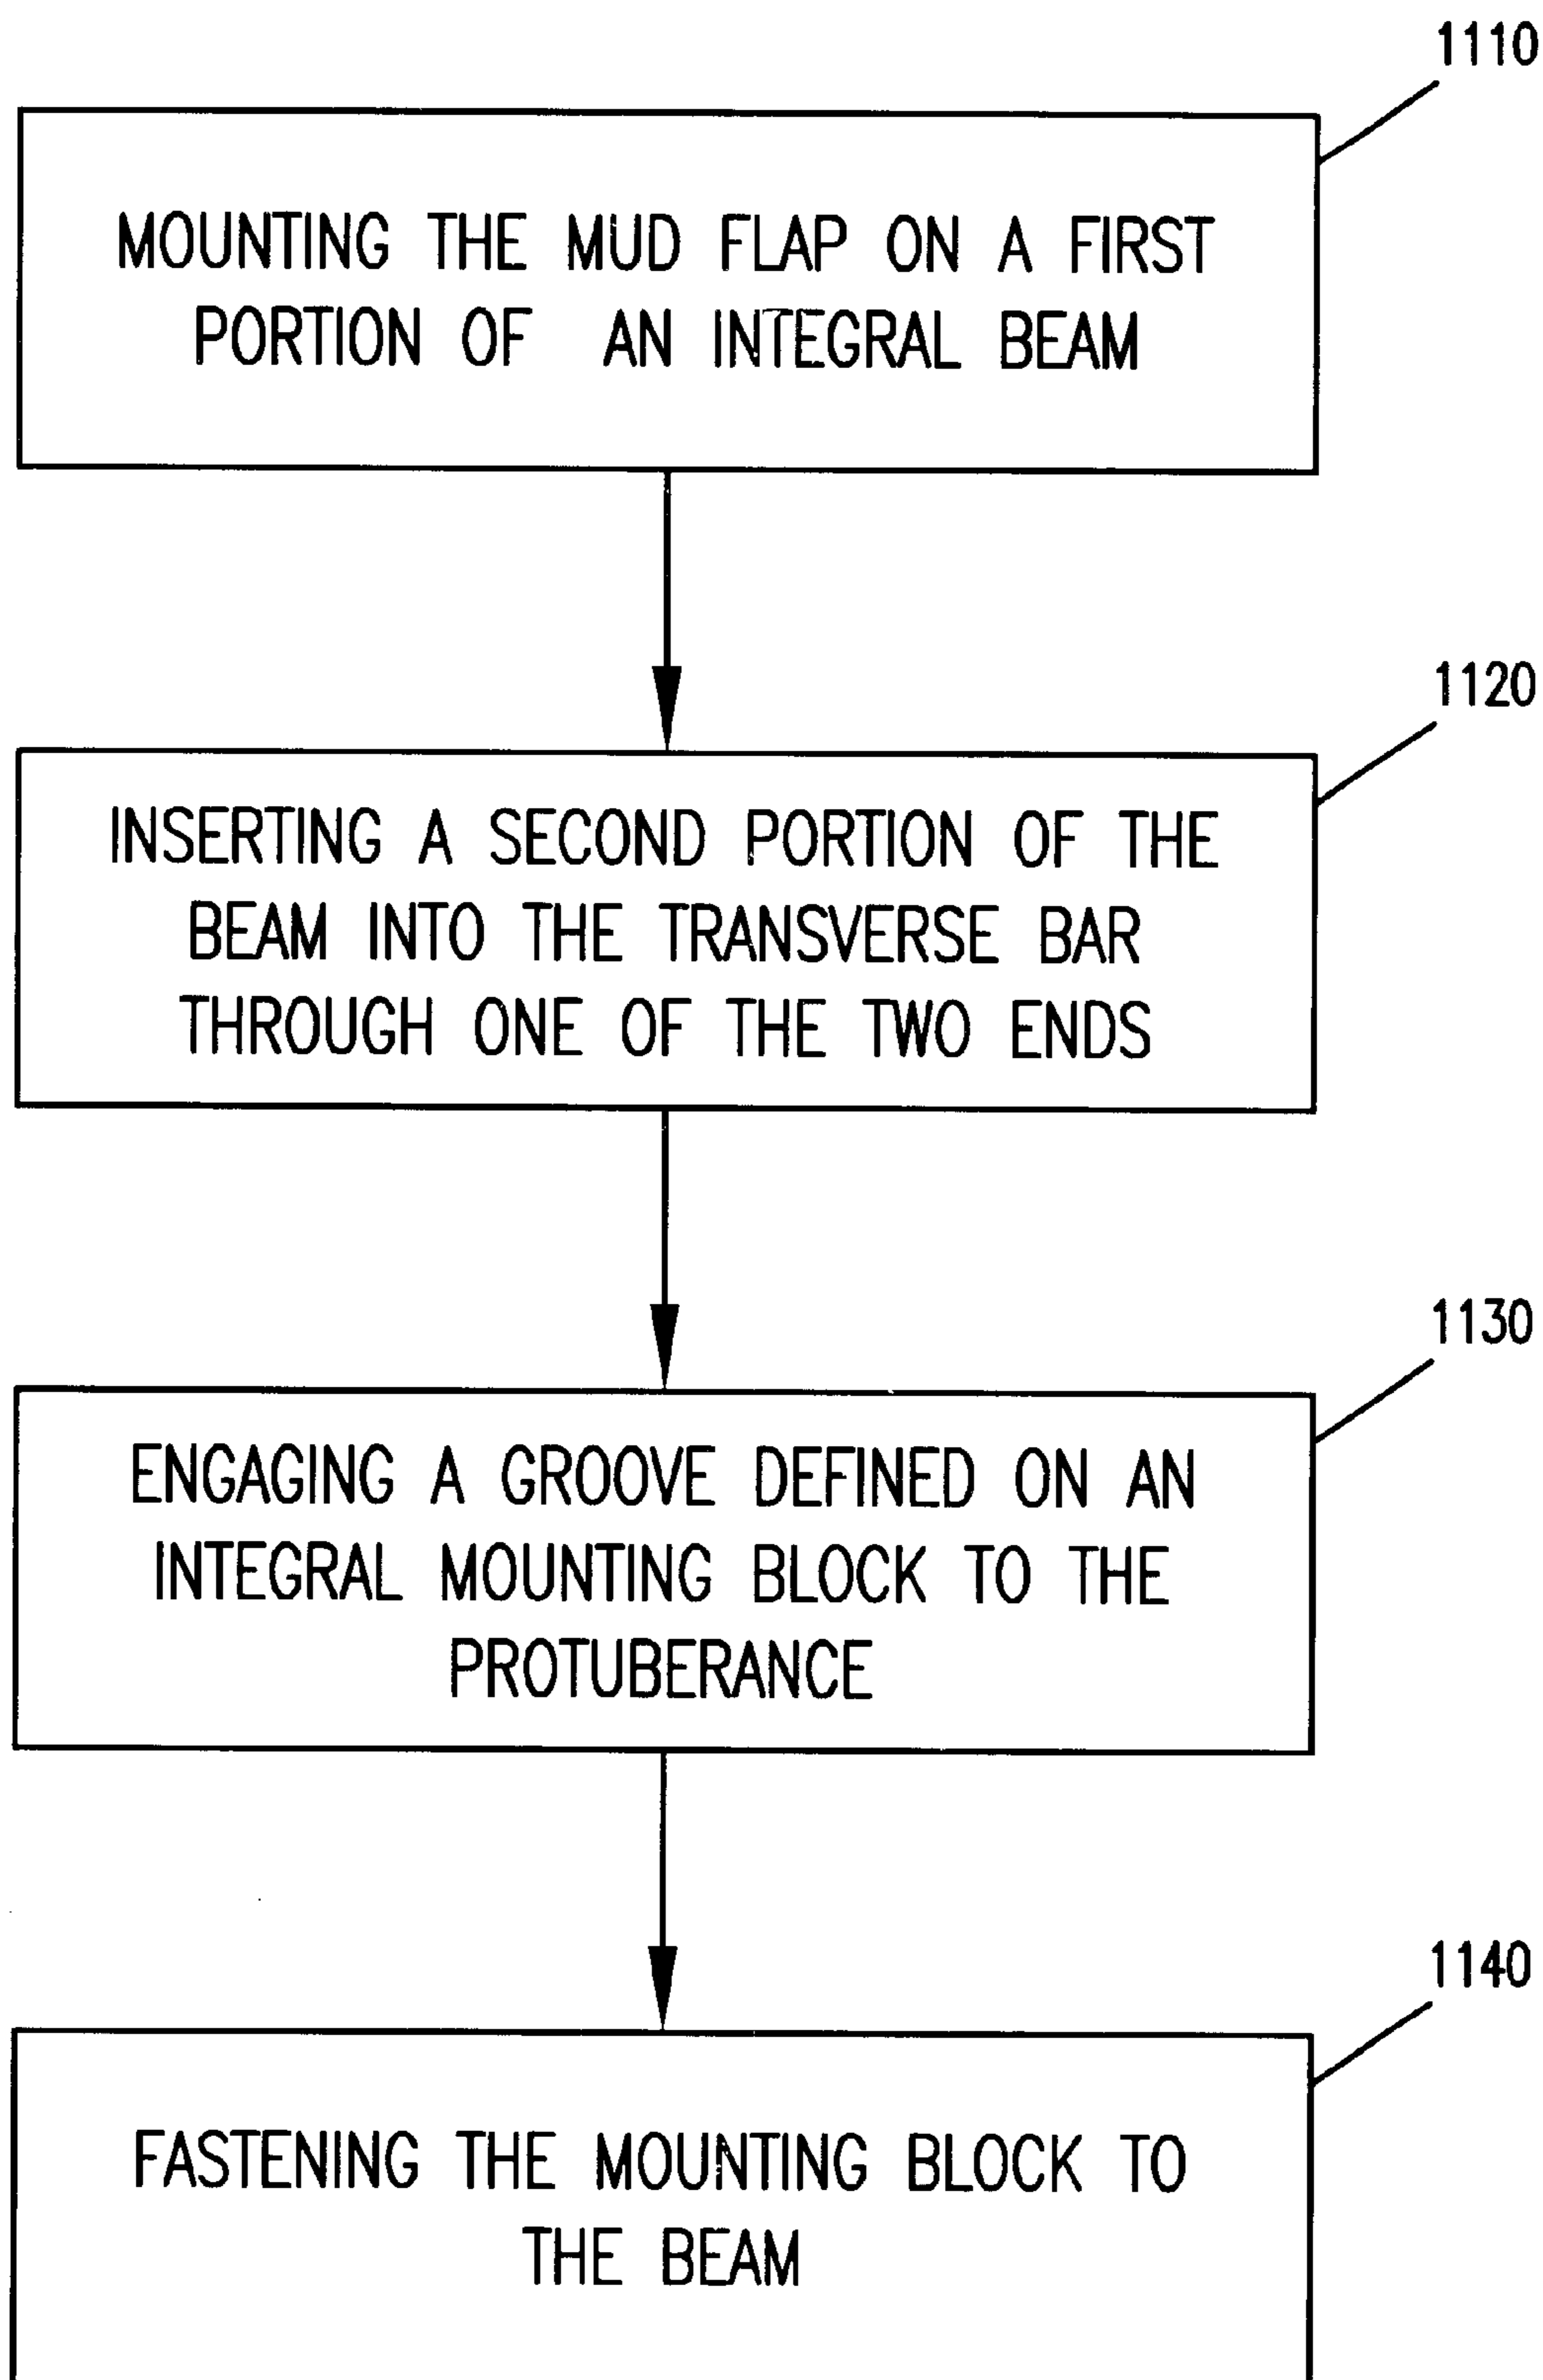 1110
MOUNTING THE MUD FLAP ON A FIRST
PORTION OF AN INTEGRAL BEAM
1120
INSERTING A SECOND PORTION OF THE
BEAM INTO THE TRANSVERSE BAR
THROUGH ONE OF THE TWO ENDS
1130
ENGAGING A GROOVE DEFINED ON AN
INTEGRAL MOUNTING BLOCK TO THE
PROTUBERANCE
1140
FASTENING THE MOUNTING BLOCK TO
THE BEAM